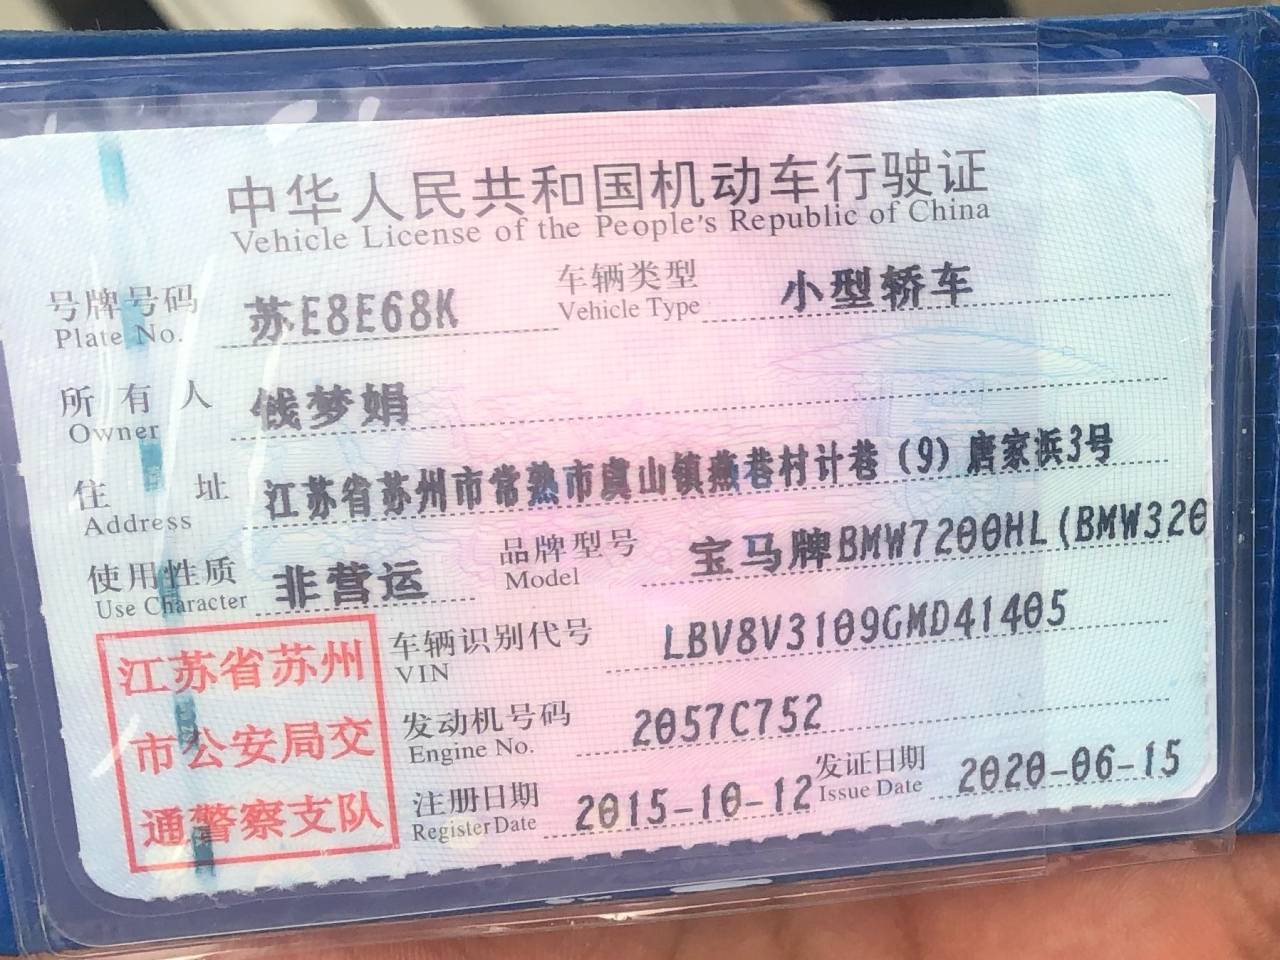 中华人民共和国机动车行驶证
Vehicle License of the People's Republic of China
号牌号码 苏E8E68K 车辆类型 小型轿车
Plate No. Vehicle Type
所有人 钱梦娟
Owner
住址 江苏省苏州市常熟市虞山镇燕巷村计巷(9)唐家浜3号
Address
使用性质 非营运 品牌型号 宝马牌BMW7200HL(BMW320
Use Character Model
车辆识别代号 LBV8V3109GMD41405
VIN
发动机号码 2057C752
Engine No.
注册日期 2015-10-12 发证日期 2020-06-15
Register Date Issue Date
江苏省苏州
市公安局交
通警察支队